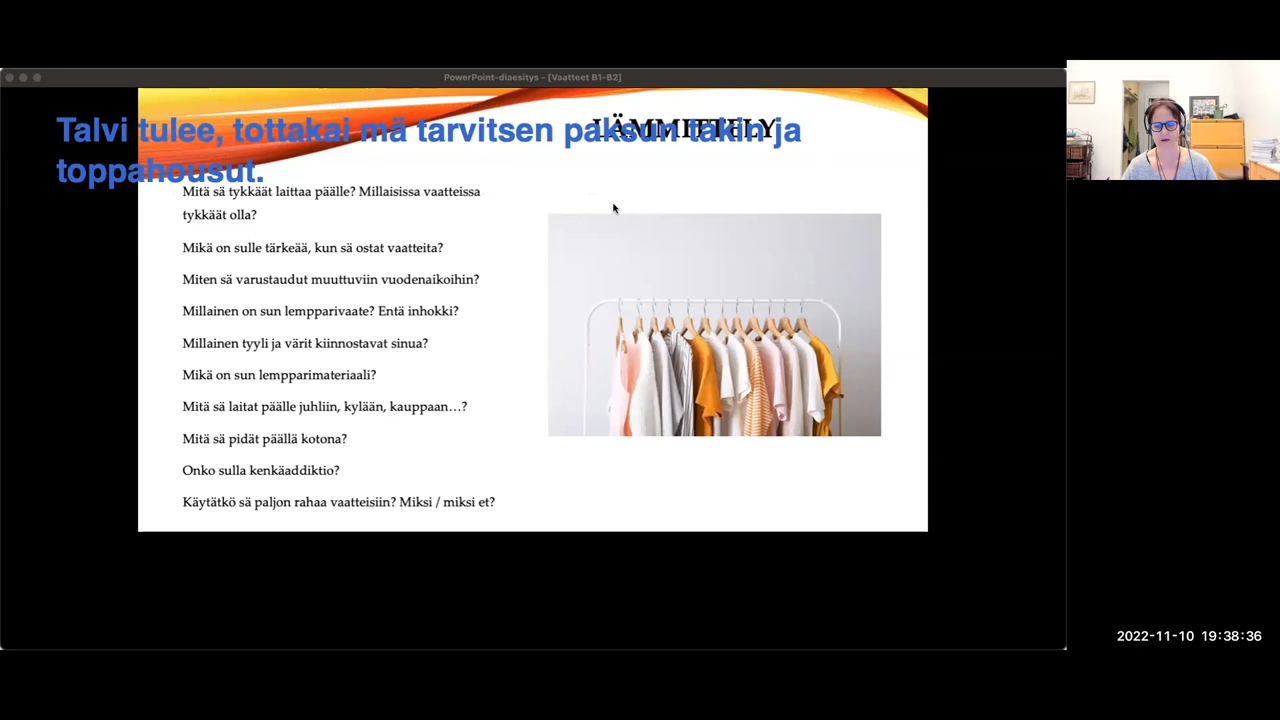 PowerPoint-diaesitys - [Vaatteet B1-B2]
LÄMMITTELY
Talvi tulee, tottakai mä tarvitsen paksun takin ja
toppahousut.
Mitä sä tykkäät laittaa päälle? Millaisissa vaatteissa
tykkäät olla?
Mikä on sulle tärkeää, kun sä ostat vaatteita?
Miten sä varustaudut muuttuviin vuodenaikoihin?
Millainen on sun lempparivaate? Entä inhokki?
Millainen tyyli ja värit kiinnostavat sinua?
Mikä on sun lempparimateriaali?
Mitä sä laitat päälle juhliin, kylään, kauppaan…?
Mitä sä pidät päällä kotona?
Onko sulla kenkäaddiktio?
Käytätkö sä paljon rahaa vaatteisiin? Miksi / miksi et?
2022-11-10 19:38:36